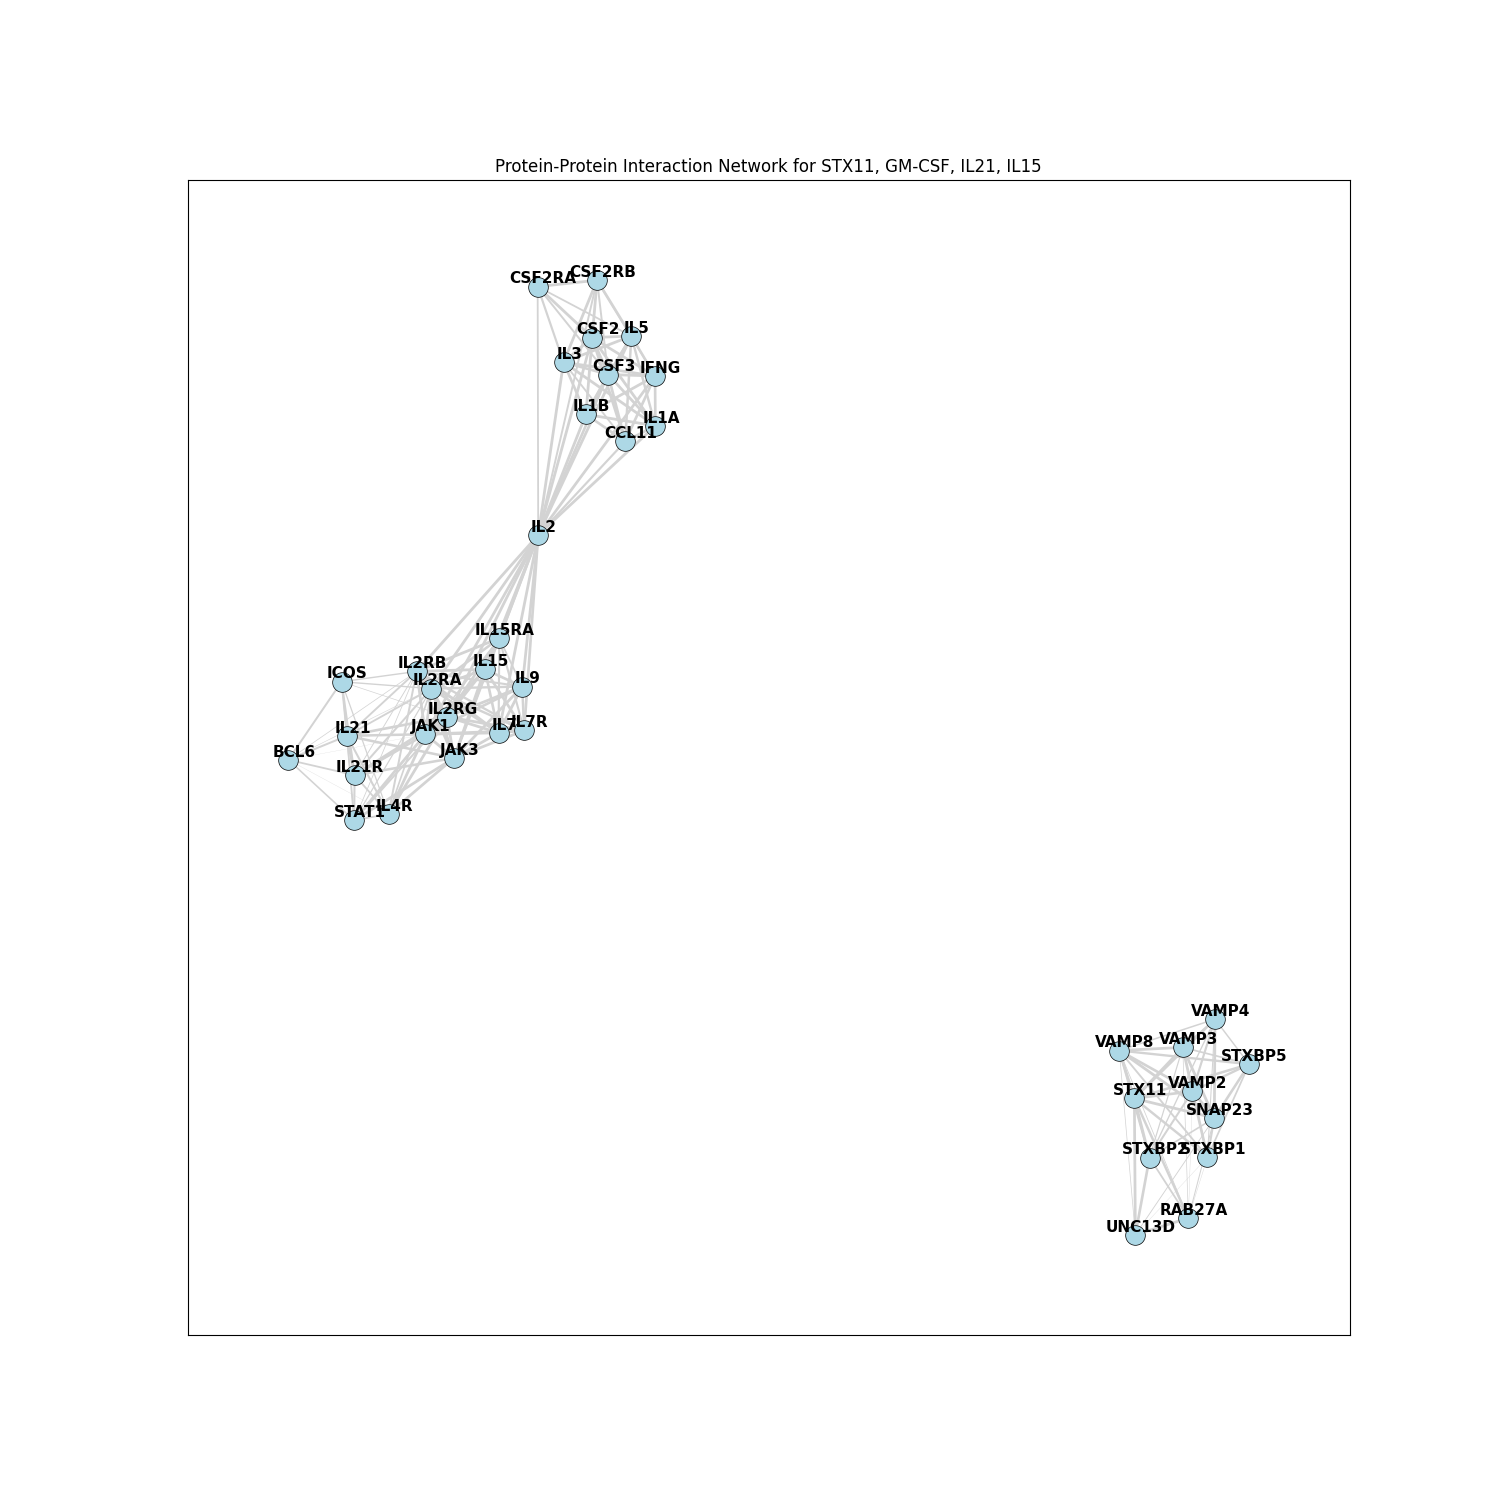 Protein-Protein Interaction Network for STX11, GM-CSF, IL21, IL15
CSF2RA
CSF2RB
CSF2
IL5
IL3
CSF3
IFNG
IL1B
IL1A
CCL11
IL2
IL15RA
IL2RB
IL15
ICOS
IL2RA
IL9
IL2RG
IL21
JAK1
IL7
IL7R
BCL6
JAK3
IL21R
STAT1
IL4R
VAMP4
VAMP8
VAMP3
STXBP5
STX11
VAMP2
SNAP23
STXBP2
STXBP1
RAB27A
UNC13D